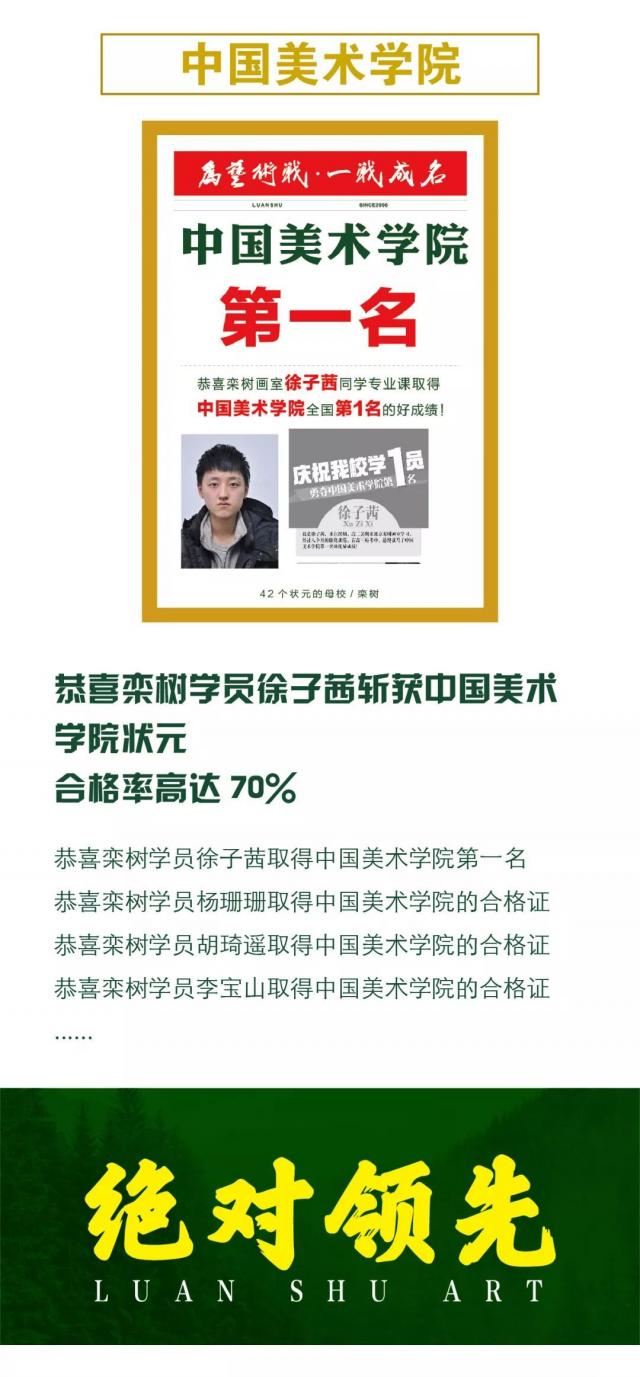 中国美术学院
为艺術戰·一戰成名
LUANSHU SINCE2006
中国美术学院
第一名
恭喜栾树画室徐子茜同学专业课取得
中国美术学院全国第1名的好成绩！
庆祝我校学1员
勇夺中国美术学院第 名
徐子茜
Xu Zi Xi
42个状元的母校/栾树
恭喜栾树学员徐子茜斩获中国美术
学院状元
合格率高达 70%
恭喜栾树学员徐子茜取得中国美术学院第一名
恭喜栾树学员杨珊珊取得中国美术学院的合格证
恭喜栾树学员胡琦遥取得中国美术学院的合格证
恭喜栾树学员李宝山取得中国美术学院的合格证
......
绝对领先
LUAN SHU ART